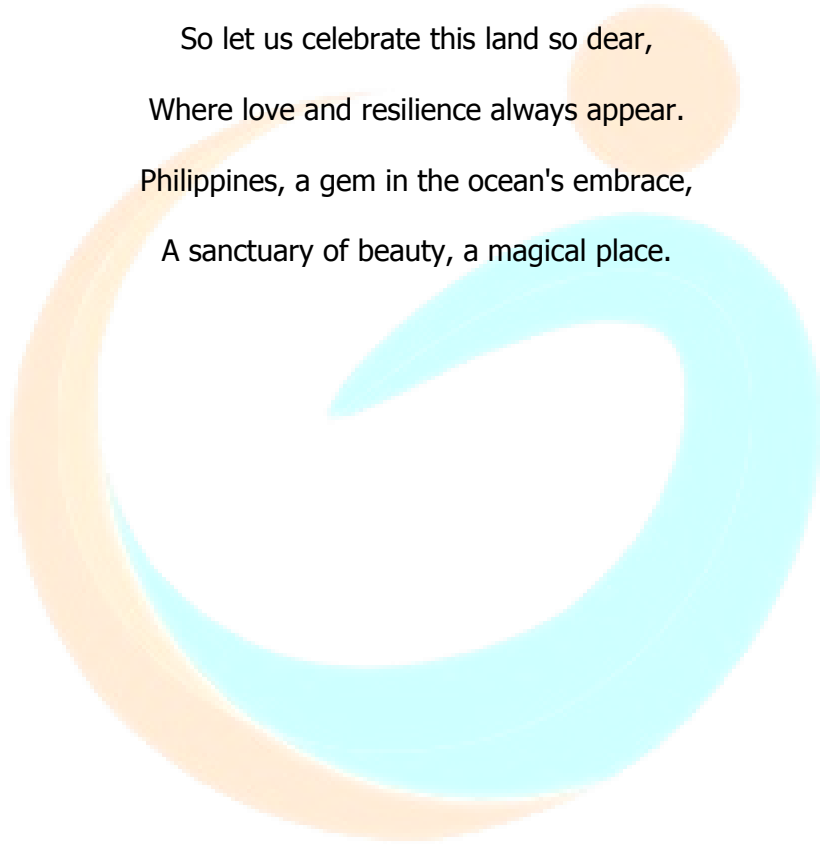 So let us celebrate this land so dear,
Where love and resilience always appear.
Philippines, a gem in the ocean's embrace,
A sanctuary of beauty, a magical place.